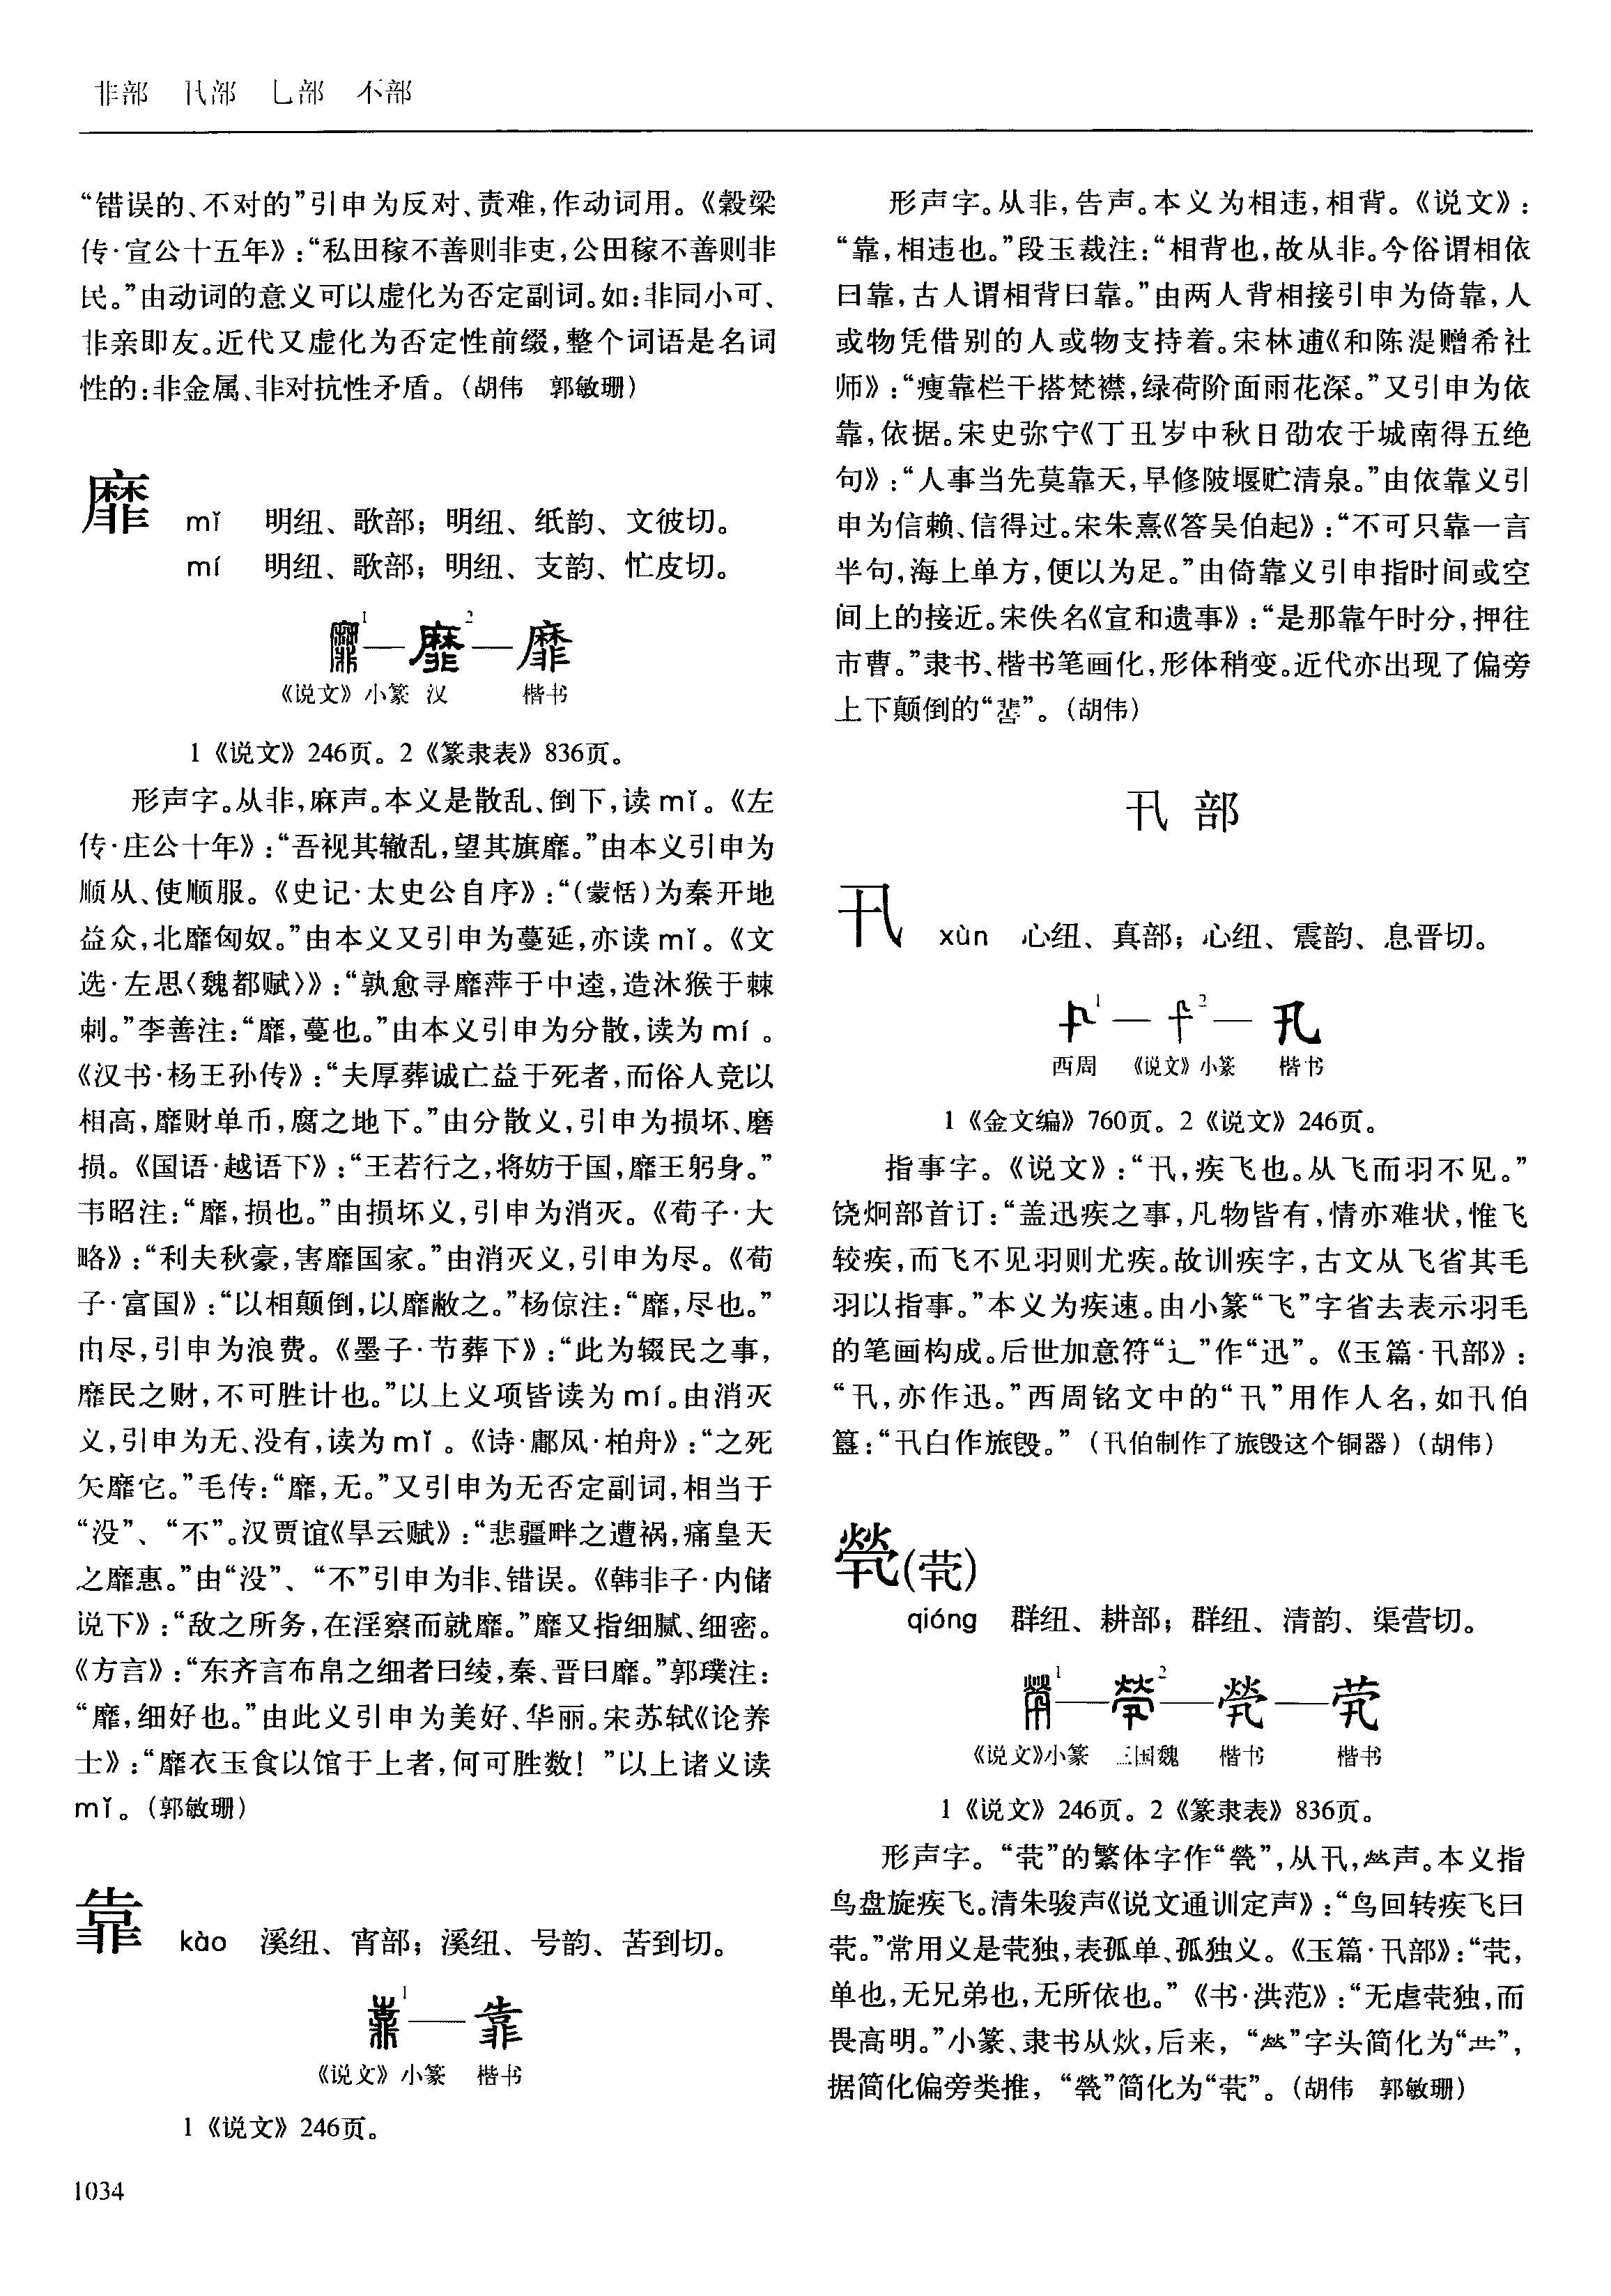 非部　卂部　乚部　不部
“错误的、不对的”引申为反对、责难,作动词用。《榖梁
传·宣公十五年》:“私田稼不善则非吏,公田稼不善则非
民。”由动词的意义可以虚化为否定副词。如:非同小可、
非亲即友。近代又虚化为否定性前缀,整个词语是名词
性的:非金属、非对抗性矛盾。(胡伟　郭敏珊)
靡
mǐ　明纽、歌部；明纽、纸韵、文彼切。
mí　明纽、歌部；明纽、支韵、忙皮切。
靡1—靡2—靡
《说文》小篆　汉　楷书
1《说文》246页。2《篆隶表》836页。
形声字。从非,麻声。本义是散乱、倒下,读mǐ。《左
传·庄公十年》:“吾视其辙乱,望其旗靡。”由本义引申为
顺从、使顺服。《史记·太史公自序》:“(蒙恬)为秦开地
益众,北靡匈奴。”由本义又引申为蔓延,亦读mǐ。《文
选·左思〈魏都赋〉》:“孰愈寻靡萍于中逵,造沐猴于棘
刺。”李善注:“靡,蔓也。”由本义引申为分散,读为mí。
《汉书·杨王孙传》:“夫厚葬诚亡益于死者,而俗人竞以
相高,靡财单币,腐之地下。”由分散义,引申为损坏、磨
损。《国语·越语下》:“王若行之,将妨于国,靡王躬身。”
韦昭注:“靡,损也。”由损坏义,引申为消灭。《荀子·大
略》:“利夫秋豪,害靡国家。”由消灭义,引申为尽。《荀
子·富国》:“以相颠倒,以靡敝之。”杨倞注:“靡,尽也。”
由尽,引申为浪费。《墨子·节葬下》:“此为辍民之事,
靡民之财,不可胜计也。”以上义项皆读为mí。由消灭
义,引申为无、没有,读为mǐ。《诗·鄘风·柏舟》:“之死
矢靡它。”毛传:“靡,无。”又引申为无否定副词,相当于
“没”、“不”。汉贾谊《旱云赋》:“悲疆畔之遭祸,痛皇天
之靡惠。”由“没”、“不”引申为非、错误。《韩非子·内储
说下》:“敌之所务,在淫察而就靡。”靡又指细腻、细密。
《方言》:“东齐言布帛之细者曰绫,秦、晋曰靡。”郭璞注:
“靡,细好也。”由此义引申为美好、华丽。宋苏轼《论养
士》:“靡衣玉食以馆于上者,何可胜数！”以上诸义读
mǐ。(郭敏珊)
靠
kào　溪纽、宵部；溪纽、号韵、苦到切。
靠1—靠
《说文》小篆　楷书
1《说文》246页。
1034
形声字。从非,告声。本义为相违,相背。《说文》:
“靠,相违也。”段玉裁注:“相背也,故从非。今俗谓相依
曰靠,古人谓相背曰靠。”由两人背相接引申为倚靠,人
或物凭借别的人或物支持着。宋林逋《和陈湜赠希社
师》:“瘦靠栏干搭梵襟,绿荷阶面雨花深。”又引申为依
靠,依据。宋史弥宁《丁丑岁中秋日劭农于城南得五绝
句》:“人事当先莫靠天,早修陂堰贮清泉。”由依靠义引
申为信赖、信得过。宋朱熹《答吴伯起》:“不可只靠一言
半句,海上单方,便以为足。”由倚靠义引申指时间或空
间上的接近。宋佚名《宣和遗事》:“是那靠午时分,押往
市曹。”隶书、楷书笔画化,形体稍变。近代亦出现了偏旁
上下颠倒的“”。(胡伟)
卂 部
卂
xùn　心纽、真部；心纽、震韵、息晋切。
卂1—卂2—卂
西周　《说文》小篆　楷书
1《金文编》760页。2《说文》246页。
指事字。《说文》:“卂,疾飞也。从飞而羽不见。”
饶炯部首订:“盖迅疾之事,凡物皆有,情亦难状,惟飞
较疾,而飞不见羽则尤疾。故训疾字,古文从飞省其毛
羽以指事。”本义为疾速。由小篆“飞”字省去表示羽毛
的笔画构成。后世加意符“辶”作“迅”。《玉篇·卂部》:
“卂,亦作迅。”西周铭文中的“卂”用作人名,如卂伯
簋:“卂白作旅毁。”(卂伯制作了旅毁这个铜器)(胡伟)
煢(茕)
qióng　群纽、耕部；群纽、清韵、渠营切。
煢1—煢2—煢—茕
《说文》小篆　三国魏　楷书　楷书
1《说文》246页。2《篆隶表》836页。
形声字。“茕”的繁体字作“煢”,从卂,𤇾声。本义指
鸟盘旋疾飞。清朱骏声《说文通训定声》:“鸟回转疾飞曰
茕。”常用义是茕独,表孤单、孤独义。《玉篇·卂部》:“茕,
单也,无兄弟也,无所依也。”《书·洪范》:“无虐茕独,而
畏高明。”小篆、隶书从炏,后来,“𤇾”字头简化为“艹”,
据简化偏旁类推,“煢”简化为“茕”。(胡伟　郭敏珊)